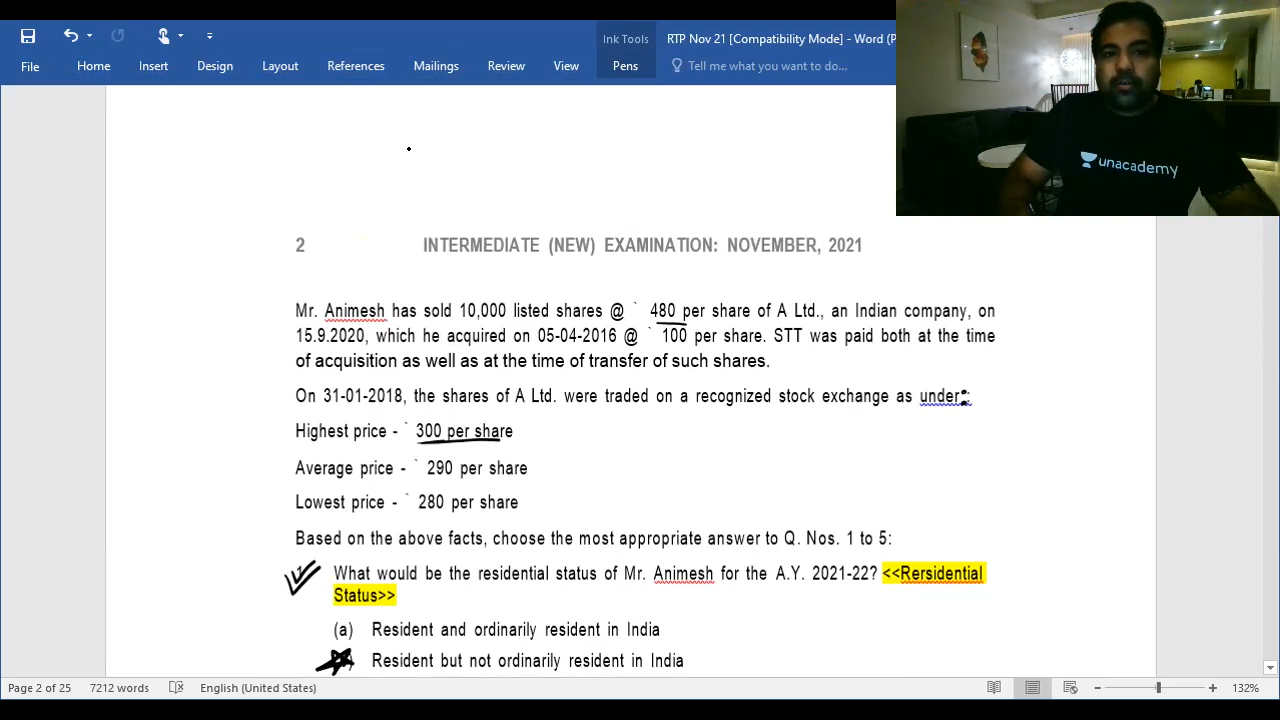 Ink Tools
RTP Nov 21 [Compatibility Mode] - Word (P
File
Home
Insert
Design
Layout
References
Mailings
Review
View
Pens
Tell me what you want to do...
unacademy
2 INTERMEDIATE (NEW) EXAMINATION: NOVEMBER, 2021
Mr. Animesh has sold 10,000 listed shares @ ` 480 per share of A Ltd., an Indian company, on
15.9.2020, which he acquired on 05-04-2016 @ ` 100 per share. STT was paid both at the time
of acquisition as well as at the time of transfer of such shares.
On 31-01-2018, the shares of A Ltd. were traded on a recognized stock exchange as under:
Highest price - ` 300 per share
Average price - ` 290 per share
Lowest price - ` 280 per share
Based on the above facts, choose the most appropriate answer to Q. Nos. 1 to 5:
What would be the residential status of Mr. Animesh for the A.Y. 2021-22? <<Rersidential
Status>>
(a) Resident and ordinarily resident in India
Resident but not ordinarily resident in India
Page 2 of 25
7212 words
English (United States)
132%